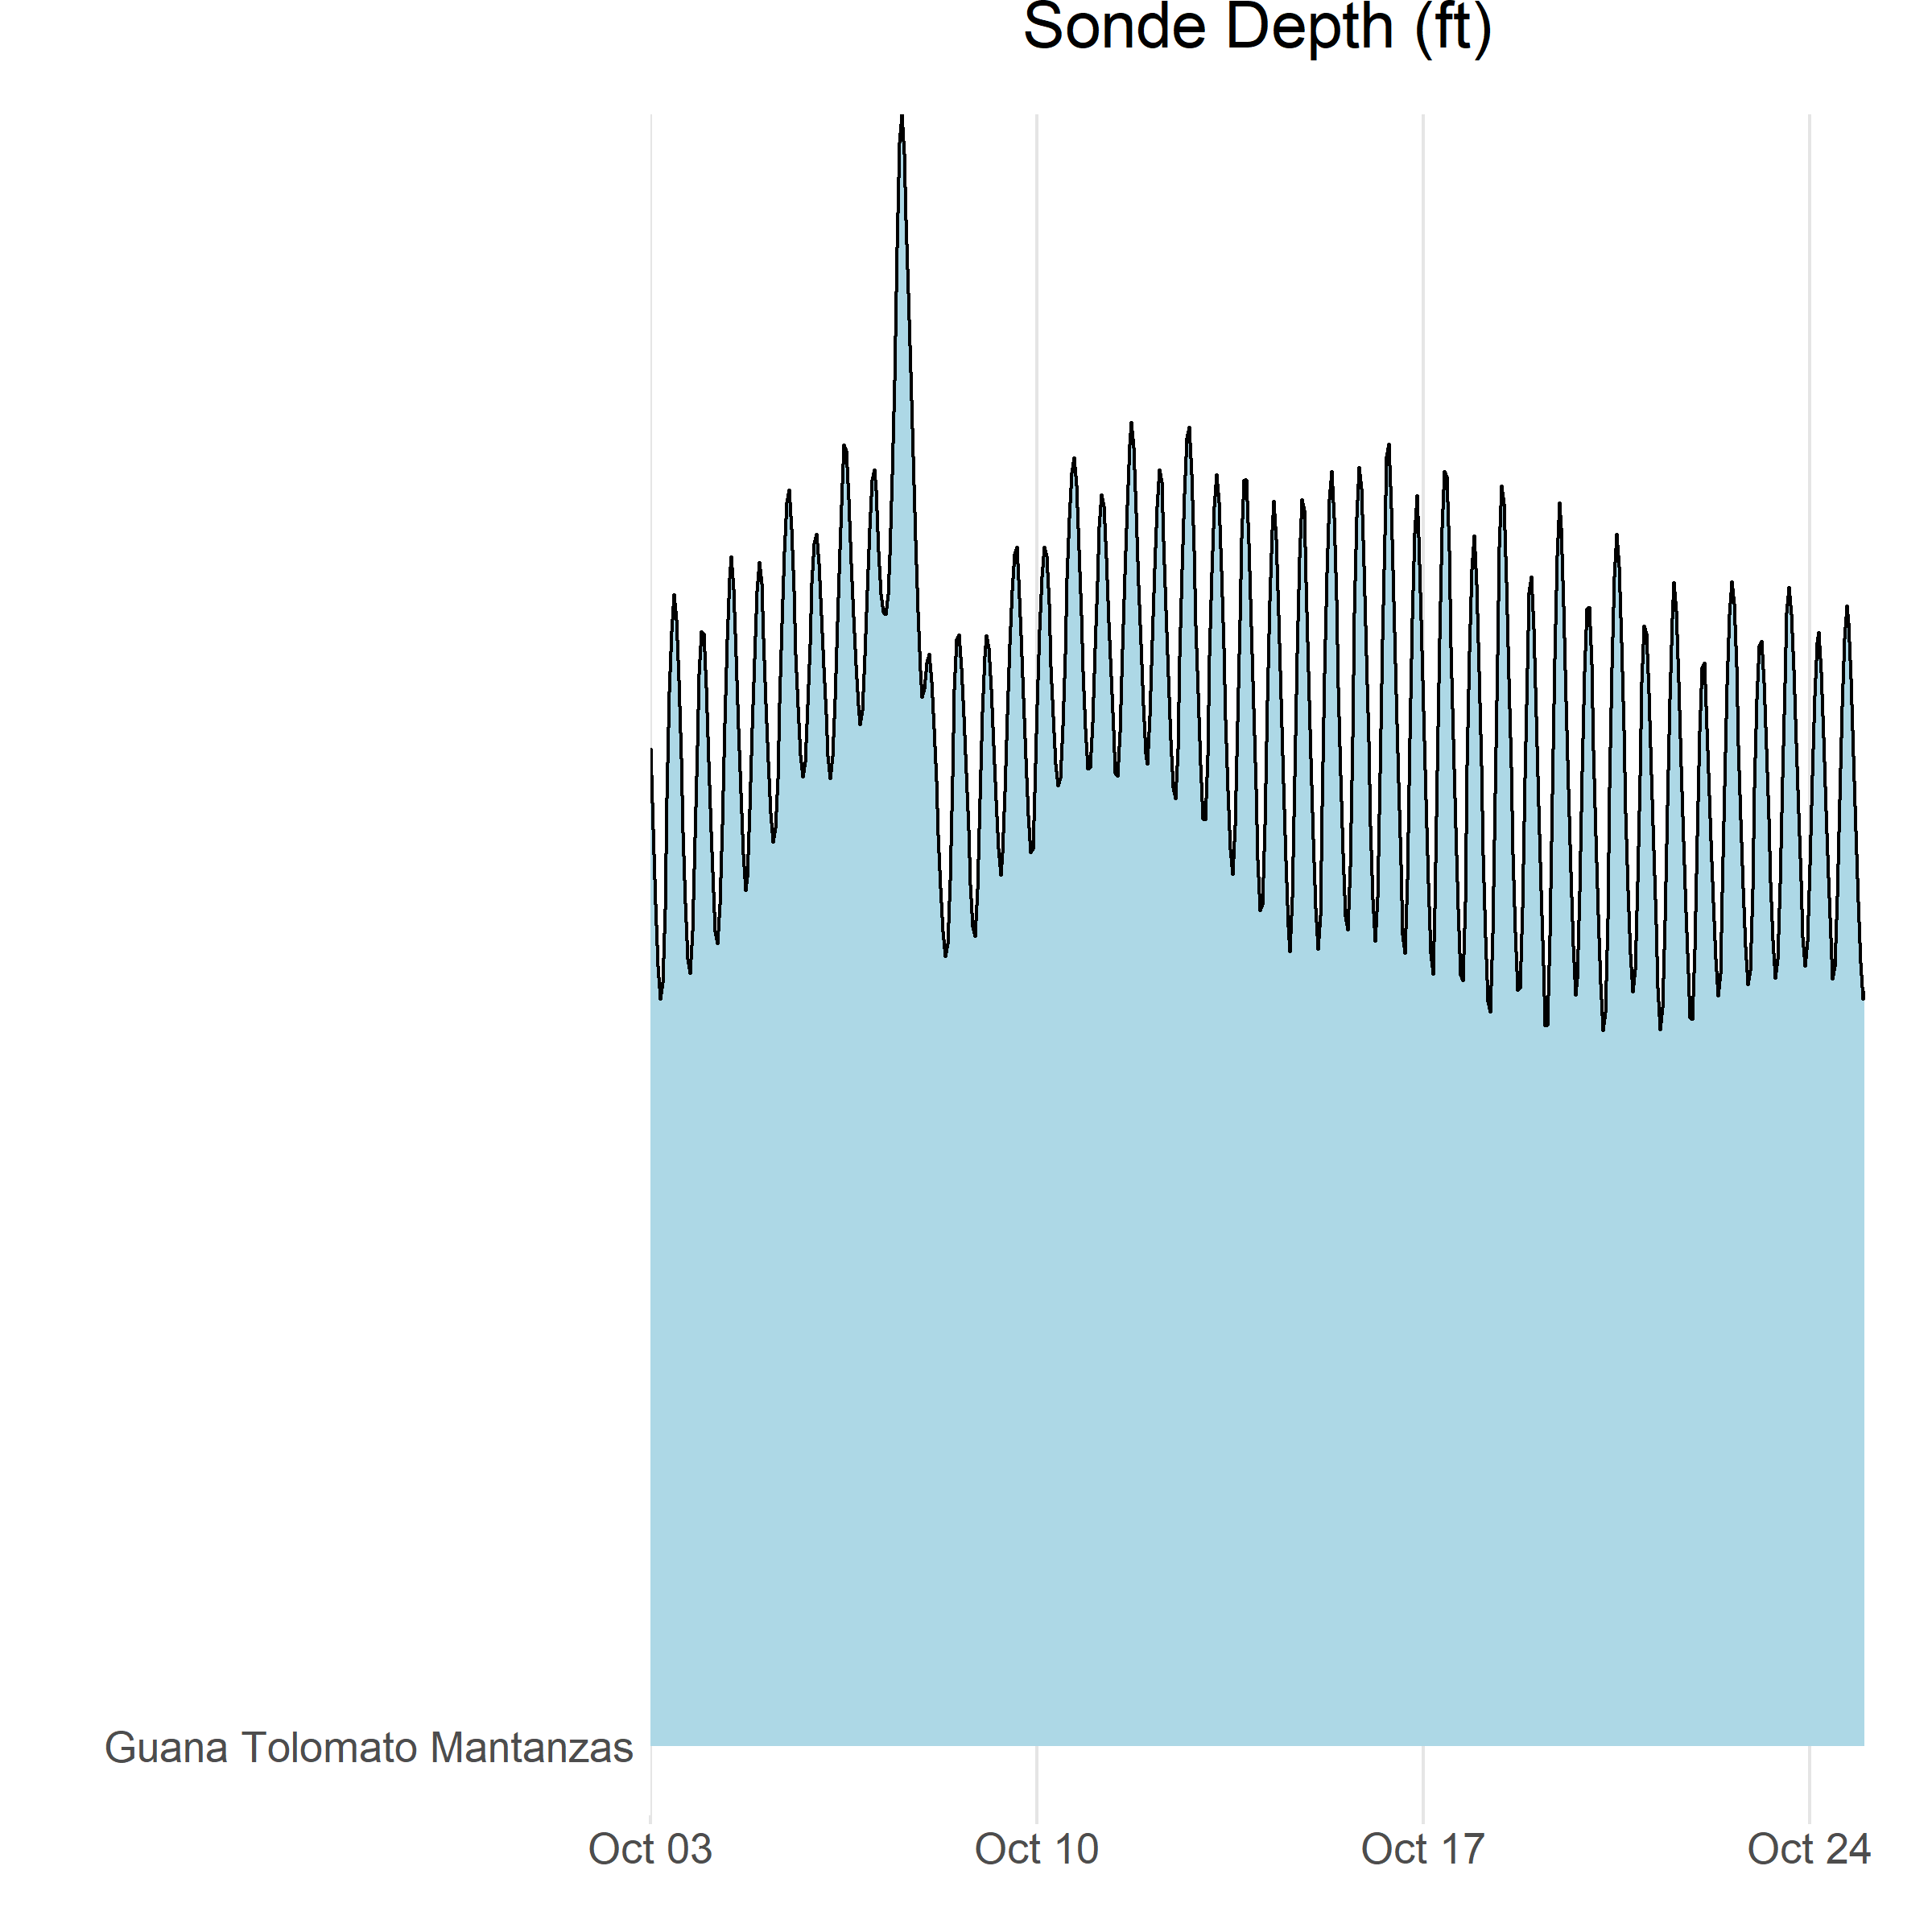 Sonde Depth (ft)
Guana Tolomato Mantanzas
Oct 03
Oct 10
Oct 17
Oct 24